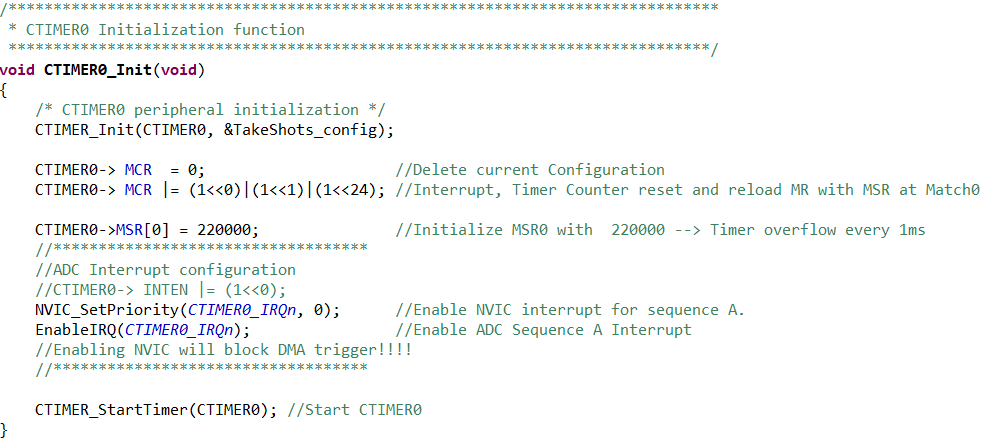 /*******************************************************************************
 * CTIMER0 Initialization function
 ******************************************************************************/
void CTIMER0_Init(void)
{
    /* CTIMER0 peripheral initialization */
    CTIMER_Init(CTIMER0, &TakeShots_config);

    CTIMER0-> MCR  = 0;                     //Delete current Configuration
    CTIMER0-> MCR |= (1<<0)|(1<<1)|(1<<24); //Interrupt, Timer Counter reset and reload MR with MSR at Match0

    CTIMER0->MSR[0] = 220000;               //Initialize MSR0 with  220000 --> Timer overflow every 1ms
    //***********************************
    //ADC Interrupt configuration
    //CTIMER0-> INTEN |= (1<<0);
    NVIC_SetPriority(CTIMER0_IRQn, 0);      //Enable NVIC interrupt for sequence A.
    EnableIRQ(CTIMER0_IRQn);                //Enable ADC Sequence A Interrupt
    //Enabling NVIC will block DMA trigger!!!!
    //***********************************

    CTIMER_StartTimer(CTIMER0); //Start CTIMER0
}